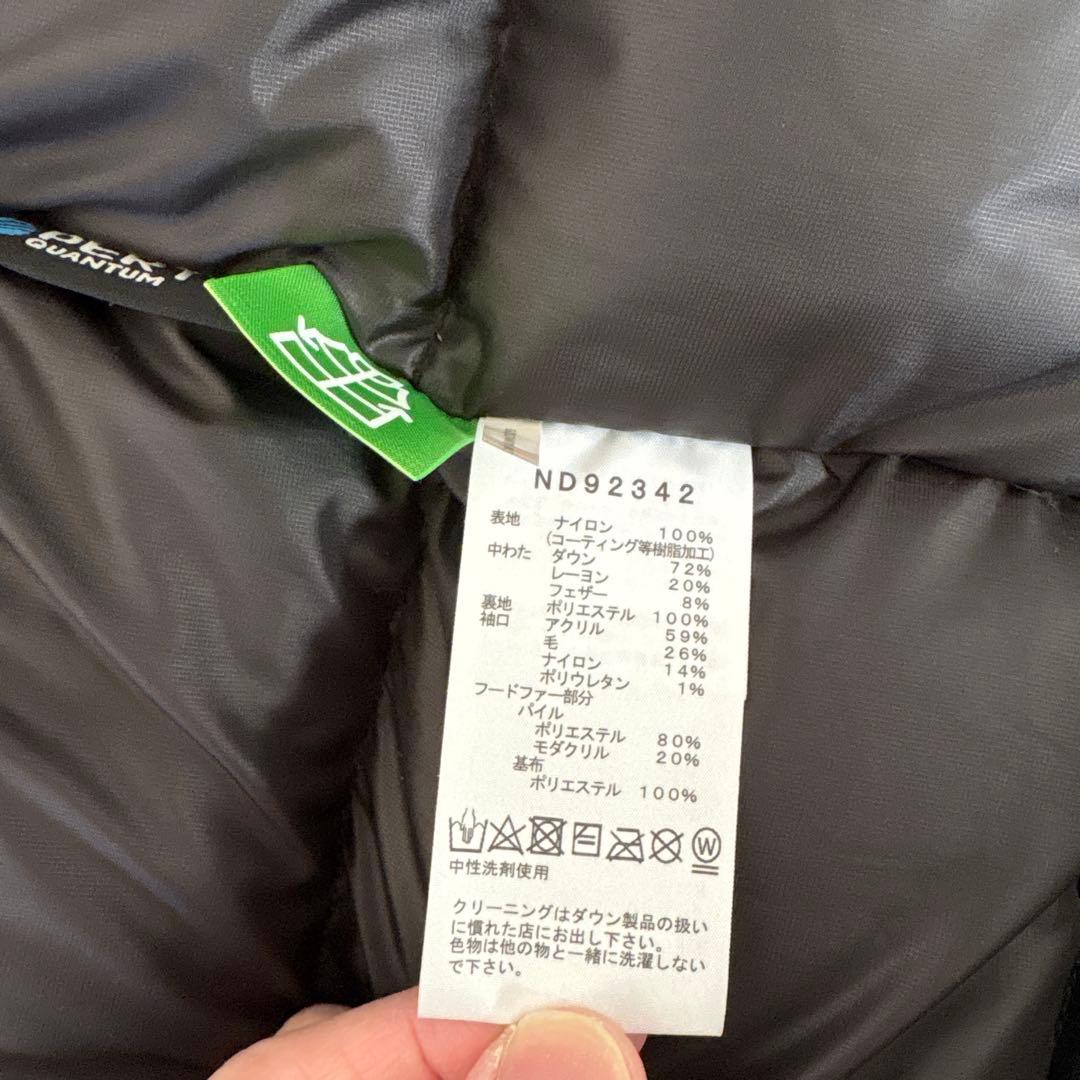 PERTEX
QUANTUM
ND92342
表地 ナイロン 100%
(コーティング等樹脂加工)
中わた ダウン 72%
レーヨン 20%
フェザー 8%
裏地 ポリエステル 100%
袖口 アクリル 59%
毛 26%
ナイロン 14%
ポリウレタン 1%
フードファー部分
パイル
ポリエステル 80%
モダクリル 20%
基布
ポリエステル 100%
W
中性洗剤使用
クリーニングはダウン製品の扱い
に慣れた店にお出し下さい。
色物は他の物と一緒に洗濯しない
で下さい。